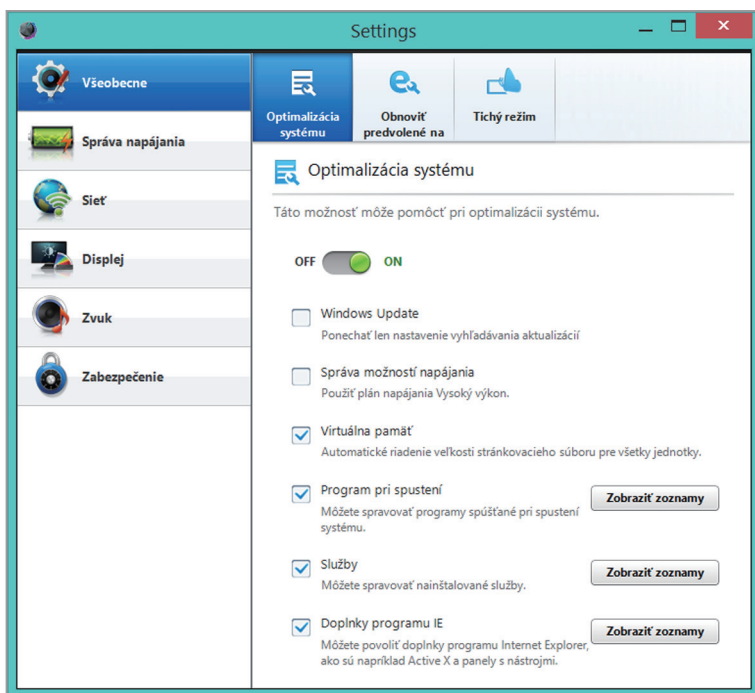 Settings
Všeobecne
Správa napájania
Sieť
Displej
Zvuk
Zabezpečenie
Optimalizácia
systému
Obnoviť
predvolené na
Tichý režim
Optimalizácia systému
Táto možnosť môže pomôcť pri optimalizácii systému.
OFF ON
Windows Update
Ponechať len nastavenie vyhľadávania aktualizácií
Správa možností napájania
Použiť plán napájania Vysoký výkon.
Virtuálna pamäť
Automatické riadenie veľkosti stránkovacieho súboru pre všetky jednotky.
Program pri spustení
Môžete spravovať programy spúšťané pri spustení
systému.
Zobraziť zoznamy
Služby
Môžete spravovať nainštalované služby.
Zobraziť zoznamy
Doplnky programu IE
Môžete povoliť doplnky programu Internet Explorer,
ako sú napríklad Active X a panely s nástrojmi.
Zobraziť zoznamy